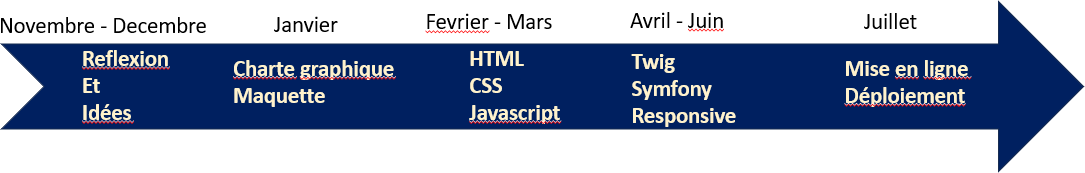 Novembre - Decembre
Janvier
Fevrier - Mars
Avril - Juin
Juillet
Reflexion
Et
Idées
Charte graphique
Maquette
HTML
CSS
Javascript
Twig
Symfony
Responsive
Mise en ligne
Déploiement